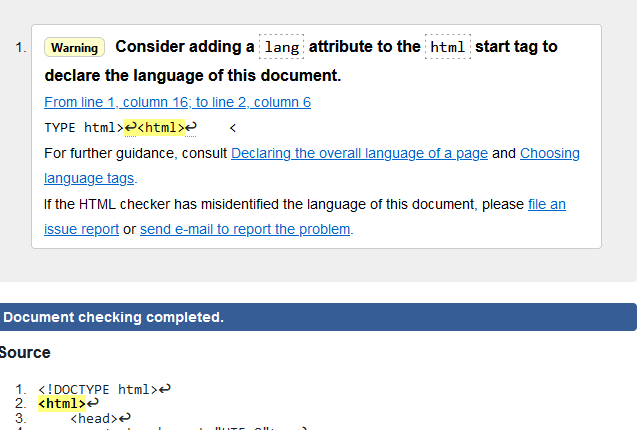 1. Warning Consider adding a lang attribute to the html start tag to
declare the language of this document.
From line 1, column 16; to line 2, column 6
TYPE html>↩<html>↩    <
For further guidance, consult Declaring the overall language of a page and Choosing
language tags.
If the HTML checker has misidentified the language of this document, please file an
issue report or send e-mail to report the problem.
Document checking completed.
Source
1. <!DOCTYPE html>↩
2. <html>↩
3.     <head>↩